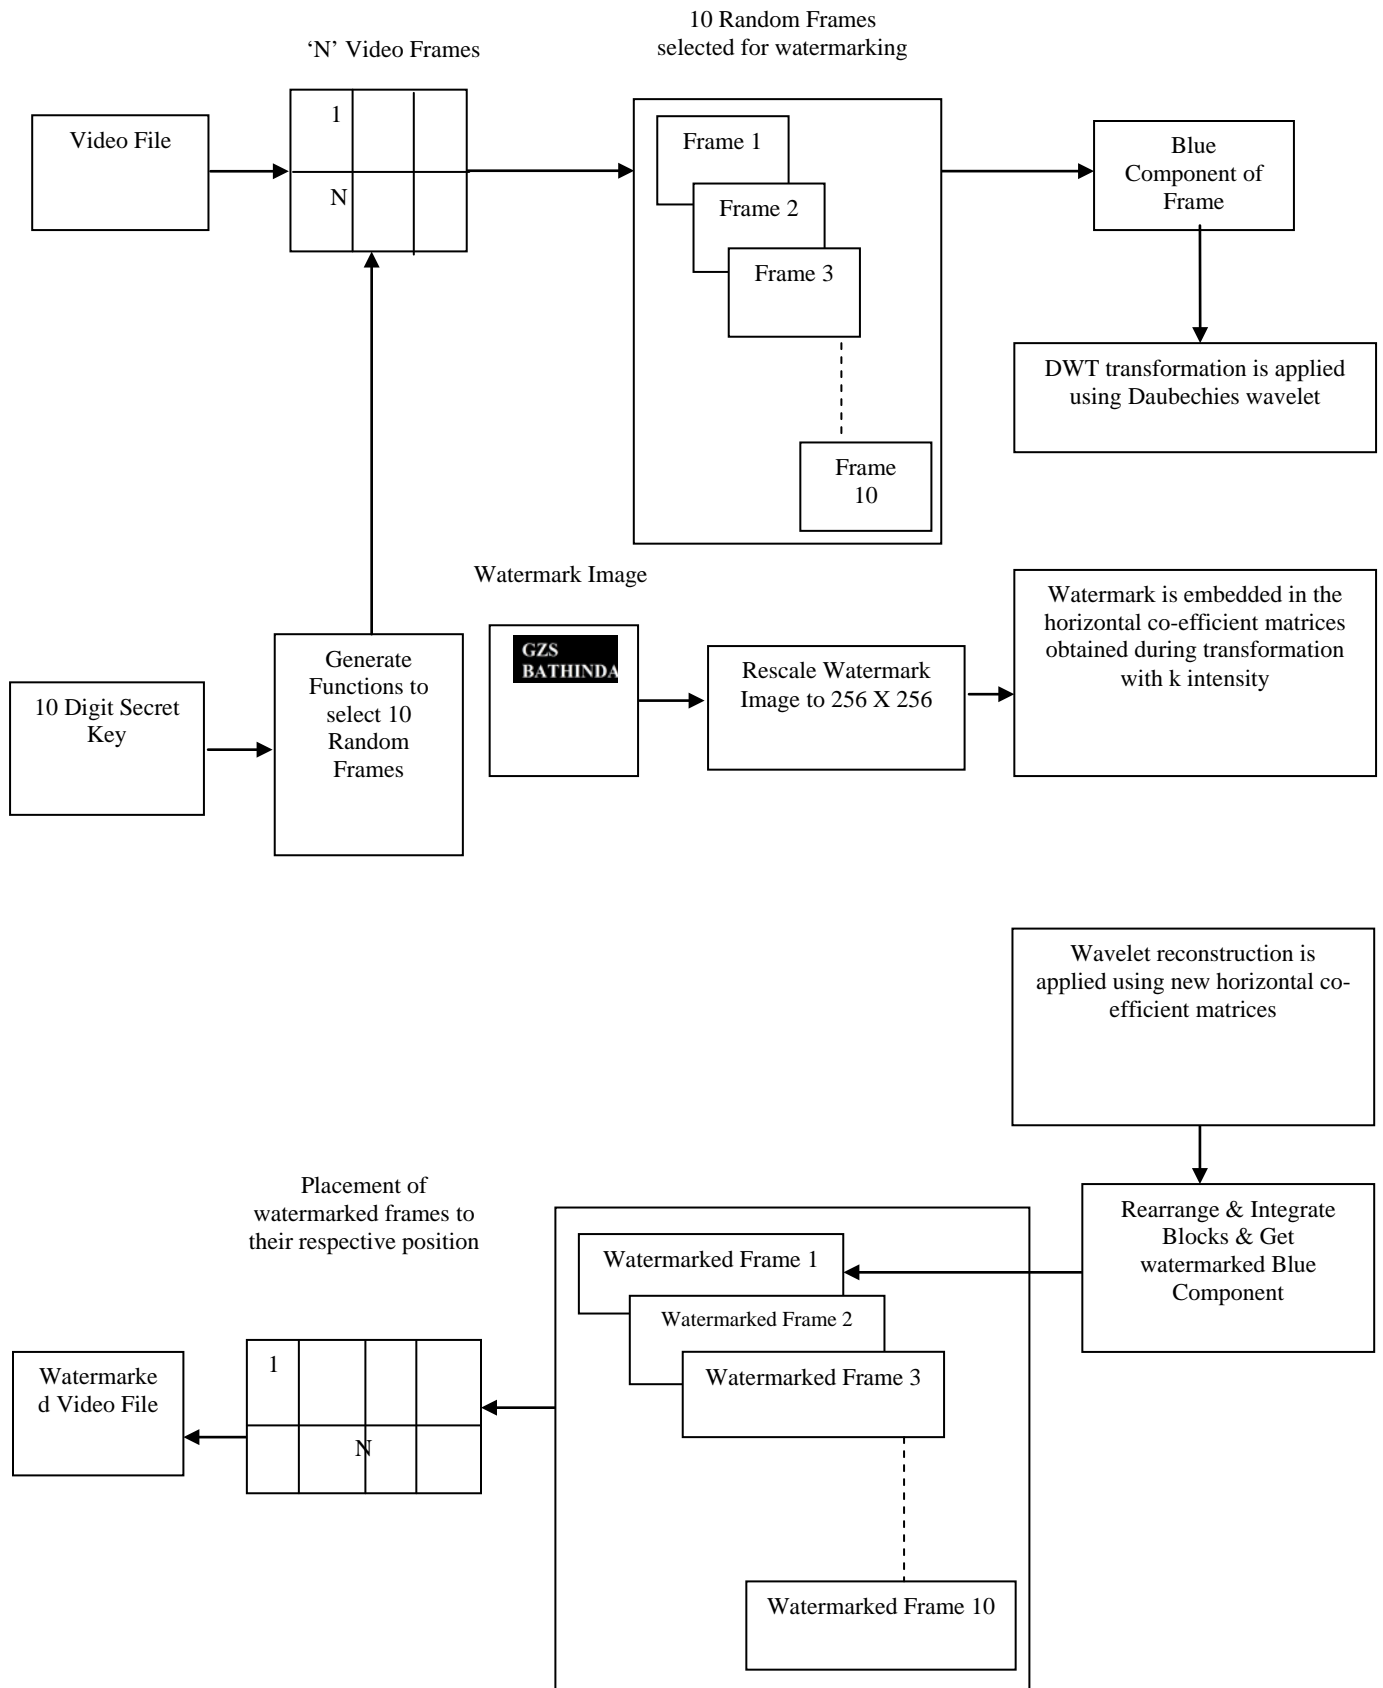 10 Random Frames
selected for watermarking
‘N’ Video Frames
1
N
Video File
Frame 1
Frame 2
Frame 3
Frame
10
Blue
Component of
Frame
DWT transformation is applied
using Daubechies wavelet
Watermark Image
GZS
BATHINDA
Rescale Watermark
Image to 256 X 256
Watermark is embedded in the
horizontal co-efficient matrices
obtained during transformation
with k intensity
10 Digit Secret
Key
Generate
Functions to
select 10
Random
Frames
Wavelet reconstruction is
applied using new horizontal co-
efficient matrices
Rearrange & Integrate
Blocks & Get
watermarked Blue
Component
Placement of
watermarked frames to
their respective position
Watermarked Frame 1
Watermarked Frame 2
Watermarked Frame 3
Watermarked Frame 10
1
N
Watermarke
d Video File